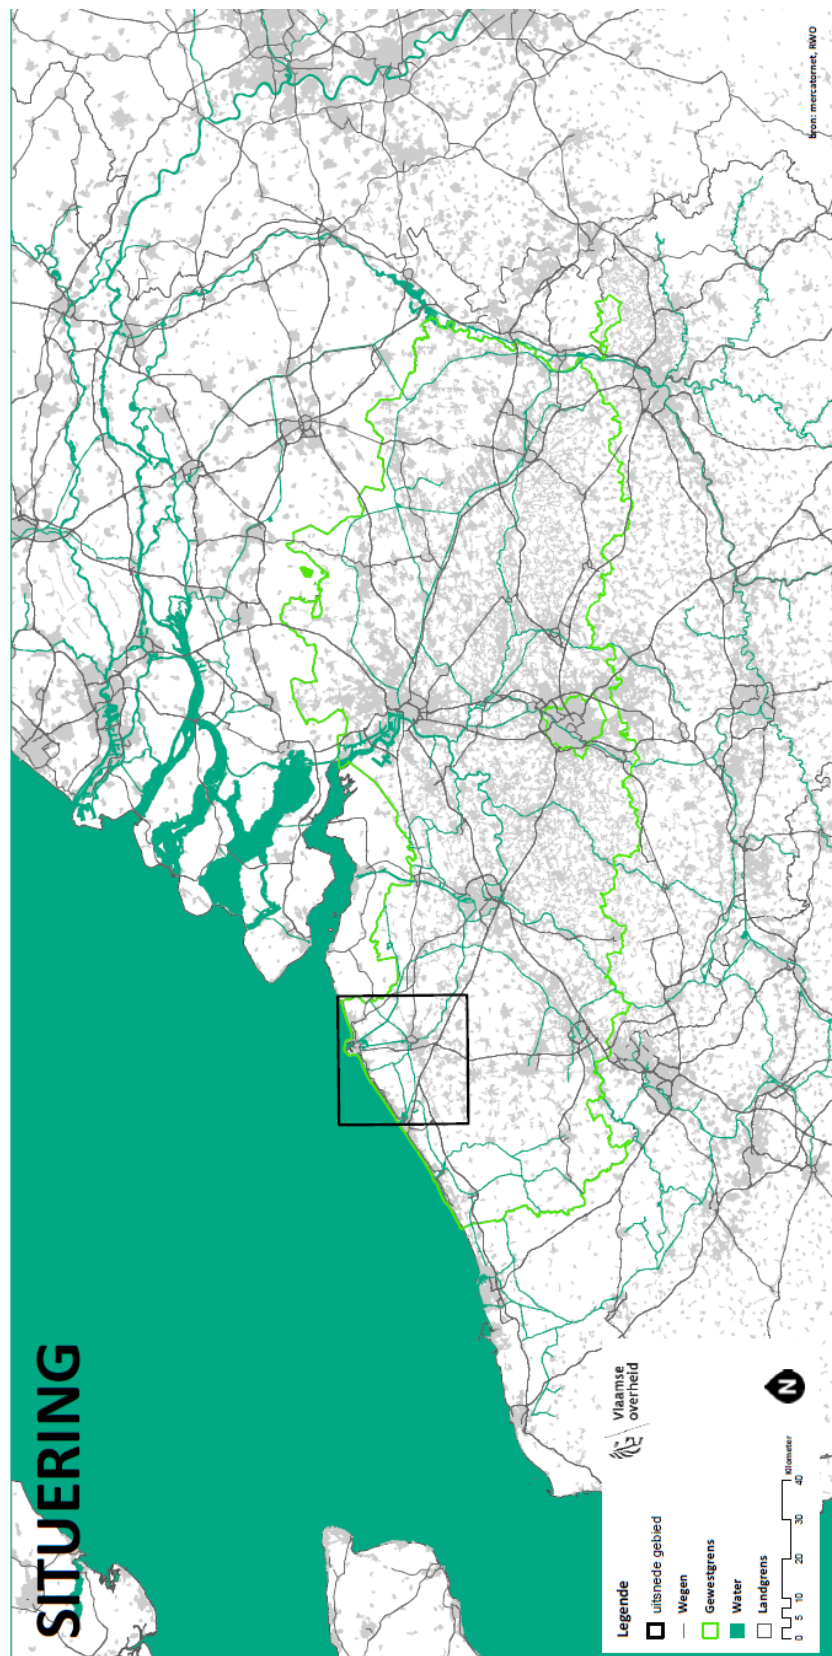 SITUERING
bron: mercatornet, RWO
Vlaamse
overheid
Legende
uitsnede gebied
Wegen
Gewestgrens
Water
Landgrens
N
0 5 10 20 30 40
Kilometer